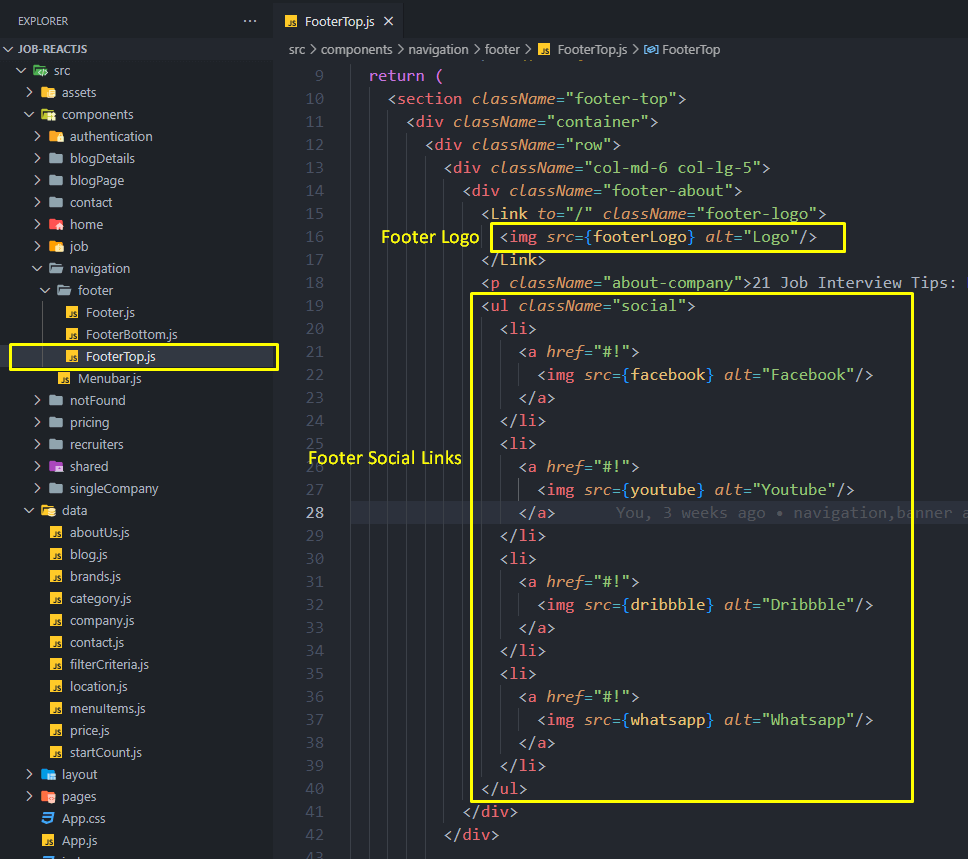 EXPLORER
JOB-REACTJS
src
assets
components
authentication
blogDetails
blogPage
contact
home
job
navigation
footer
Footer.js
FooterBottom.js
FooterTop.js
Menubar.js
notFound
pricing
recruiters
shared
singleCompany
data
aboutUs.js
blog.js
brands.js
category.js
company.js
contact.js
filterCriteria.js
location.js
menuItems.js
price.js
startCount.js
layout
pages
App.css
App.js
FooterTop.js
src > components > navigation > footer > FooterTop.js > FooterTop
9 return (
10 <section className="footer-top">
11 <div className="container">
12 <div className="row">
13 <div className="col-md-6 col-lg-5">
14 <div className="footer-about">
15 <Link to="/" className="footer-logo">
Footer Logo
16 <img src={footerLogo} alt="Logo"/>
17 </Link>
18 <p className="about-company">21 Job Interview Tips:
19 <ul className="social">
20 <li>
21 <a href="#!">
22 <img src={facebook} alt="Facebook"/>
23 </a>
24 </li>
25 <li>
Footer Social Links
26 <a href="#!">
27 <img src={youtube} alt="Youtube"/>
28 </a> You, 3 weeks ago • navigation,banner a
29 </li>
30 <li>
31 <a href="#!">
32 <img src={dribbble} alt="Dribbble"/>
33 </a>
34 </li>
35 <li>
36 <a href="#!">
37 <img src={whatsapp} alt="Whatsapp"/>
38 </a>
39 </li>
40 </ul>
41 </div>
42 </div>
43